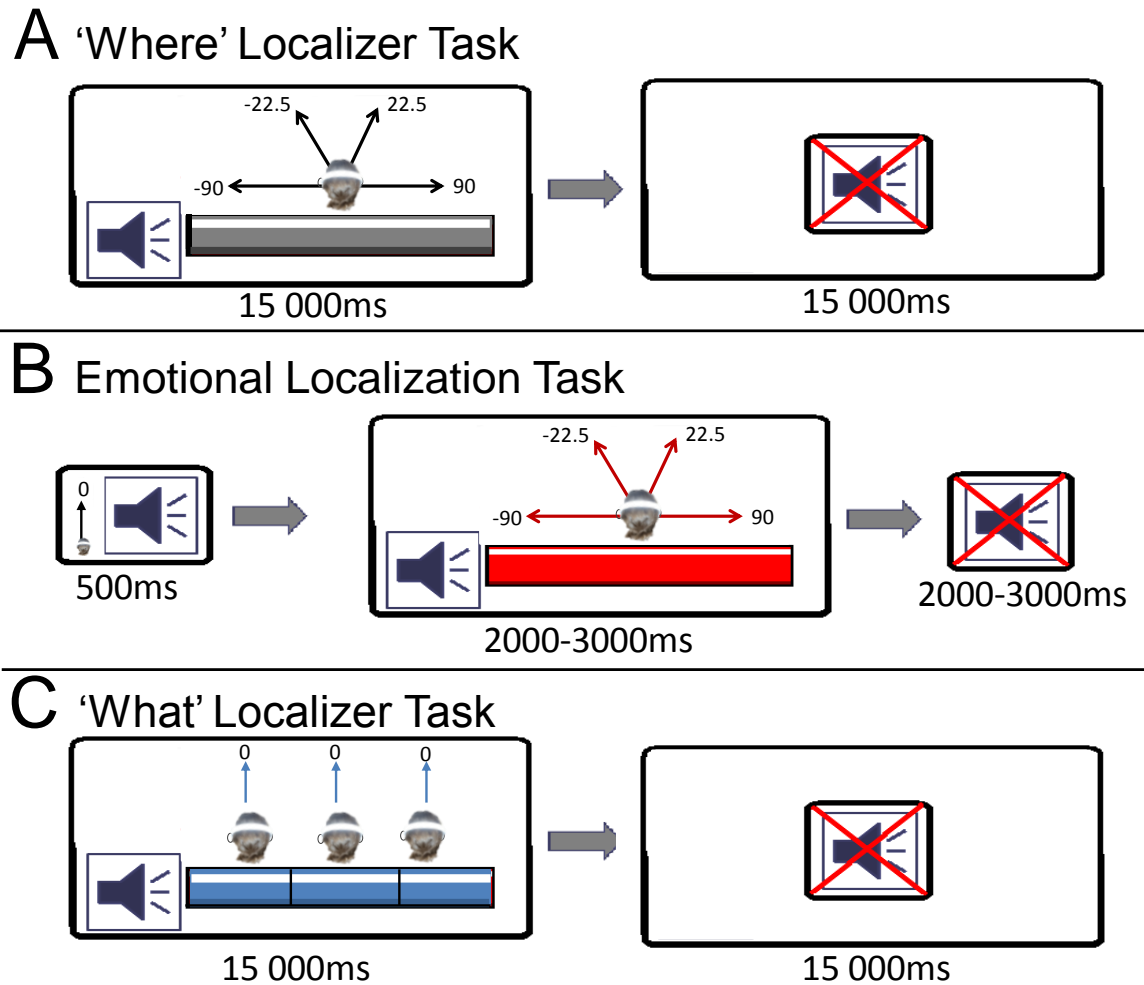 A 'Where' Localizer Task
-22.5 22.5
-90 90
15 000ms 15 000ms
B Emotional Localization Task
0
500ms
-22.5 22.5
-90 90
2000-3000ms
2000-3000ms
C 'What' Localizer Task
0 0 0
15 000ms 15 000ms